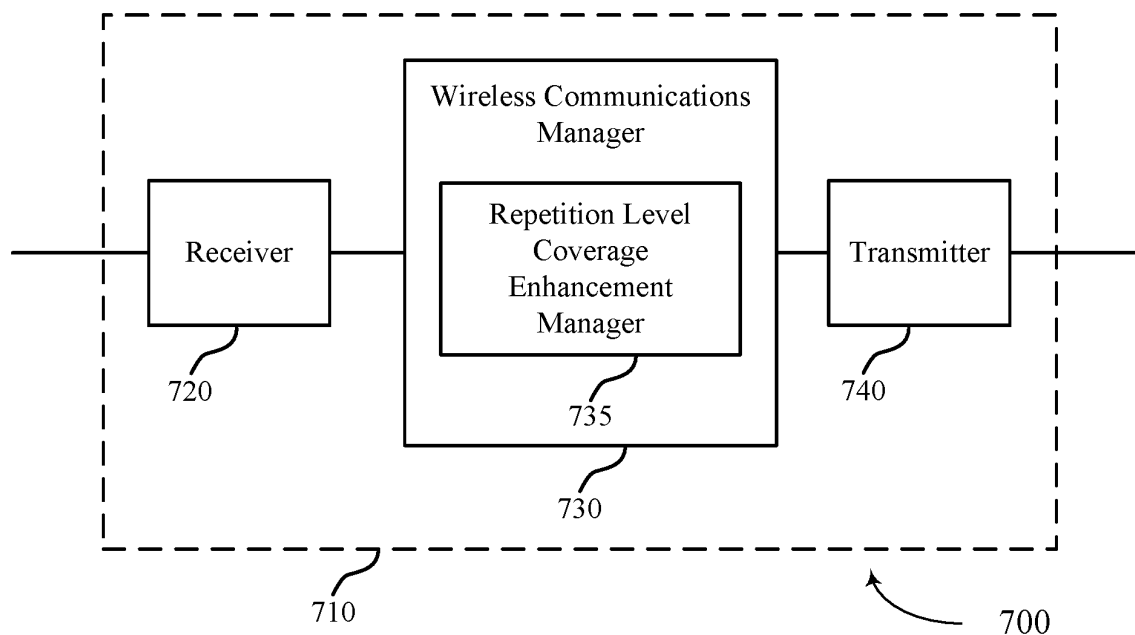 Wireless Communications
Manager
Receiver
Repetition Level
Coverage
Enhancement
Manager
Transmitter
720
735
740
730
710
700